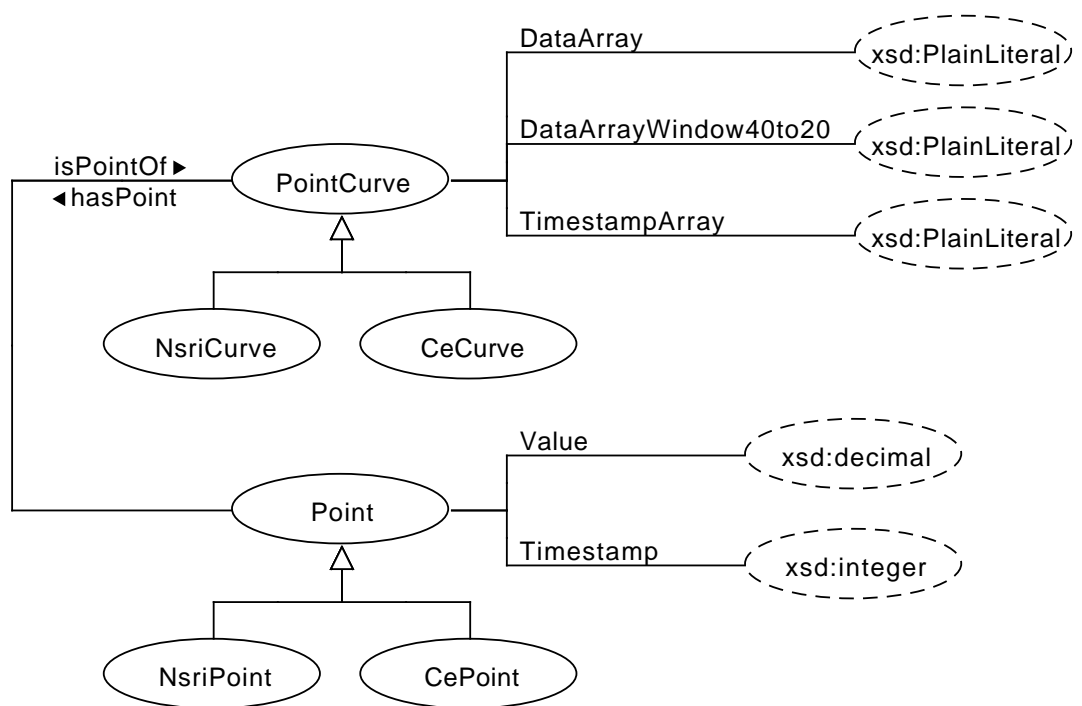 DataArray
xsd:PlainLiteral
DataArrayWindow40to20
xsd:PlainLiteral
isPointOf ▶
◀ hasPoint
PointCurve
TimestampArray
xsd:PlainLiteral
NsriCurve
CeCurve
Value
xsd:decimal
Point
Timestamp
xsd:integer
NsriPoint
CePoint